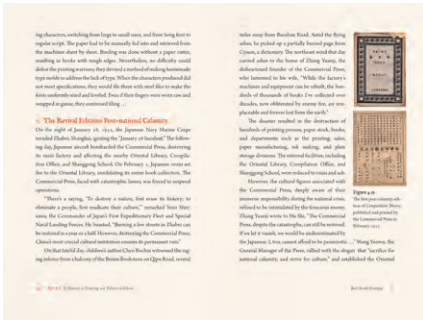 ing characters, switching from large to small sizes, and from Song font to
regular script. The paper had to be manually fed into and retrieved from
the machine sheet by sheet. Binding was done without a paper cutter,
resulting in books with rough edges. Nevertheless, no difficulty could
defeat the printing warriors; they devised a method of making homemade
type molds to address the lack of type. When the characters produced did
not meet specifications, they would file them with steel files to make the
fonts uniformly sized and leveled. Even if their fingers were worn raw and
wrapped in gauze, they continued filing ...
The Revival Editions Post-national Calamity
On the night of January 28, 1932, the Japanese Navy Marine Corps
invaded Zhabei, Shanghai, igniting the "January 28 Incident." The follow-
ing day, Japanese aircraft bombarded the Commercial Press, destroying
its main factory and affecting the nearby Oriental Library, Compila-
tion Office, and Shanggong School. On February 1, Japanese ronin set
fire to the Oriental Library, annihilating its entire book collection. The
Commercial Press, faced with catastrophic losses, was found to suspend
operations.
"There's a saying, 'To destroy a nation, first erase its history; to
eliminate a people, first eradicate their culture,'" remarked
sawa, the Commander of Japan's First Expeditionary Fleet and Special
Naval Landing Forces. He boasted, "Burning a few streets in Zhabei can
be restored in a year or a half. However, destroying the Commercial Press,
China's most crucial cultural institution ensures its permanent ruin."
On that fateful day, children's author Chen Bochui witnessed the rag-
ing inferno from a balcony of the Beixin Bookstore on Qipu Road, several
miles away from Baoshan Road. Amid the flying
ashes, he picked up a partially burned page from
Ciyuan, a dictionary. The northeast wind that day
carried ashes to the home of Zhang Yuanji, the
distraught founder of the Commercial Press,
who lamented to his wife, "While the factory's
machines and equipment can be rebuilt, the hun-
dreds of thousands of books I've collected over
decades, now obliterated by enemy fire, are irre-
placeable and forever lost from the earth."
The disaster resulted in the destruction of
hundreds of printing presses, paper stock, books,
and departments such as the printing, sales,
paper manufacturing, ink making, and plate
storage divisions. The editorial facilities, including
the Oriental Library, Compilation Office, and
Shanggong School, were reduced to ruin and ash.
However, the cultural figures associated with
the Commercial Press, deeply aware of their
immense responsibility during the national crisis,
refused to be intimidated by the ferocious enemy.
Zhang Yuanji wrote to Hu Shi, "The Commercial
Press, despite the catastrophe, can still be restored.
If we let it vanish, we would be underestimated by
the Japanese; I, too, cannot afford to be pessimistic. ..." Wang Yunwu, the
General Manager of the Press, rallied with the slogan that "sacrifice for
national calamity, and strive for culture," and established the Oriental
Figure 4.21
The first post-calamity edi-
tion of
published and printed by
the Commercial Press in
February 1933